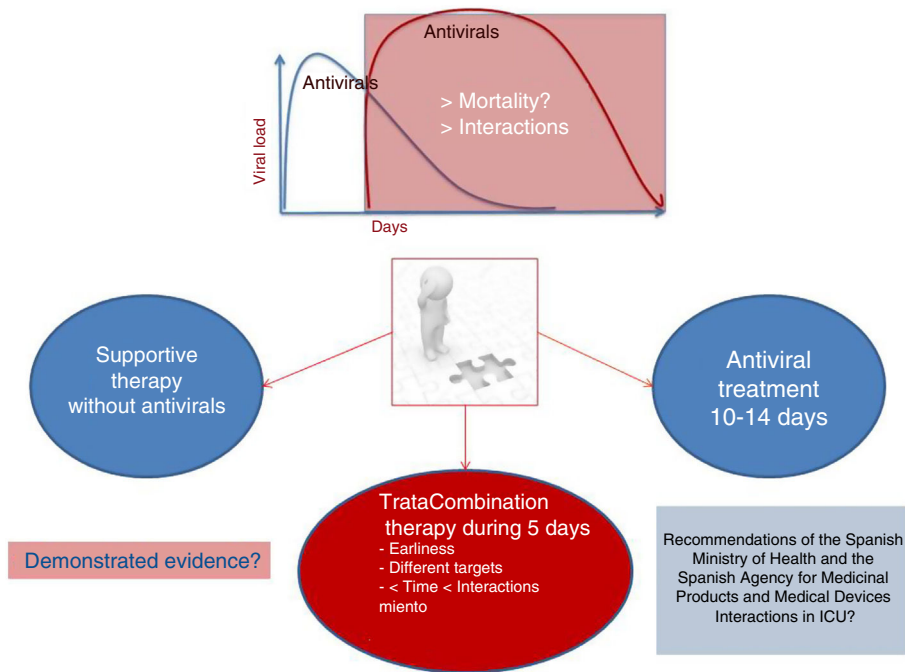 Antivirals
Antivirals
> Mortality?
> Interactions
Viral load
Days
Supportive
therapy
without antivirals
Antiviral
treatment
10-14 days
TrataCombination
therapy during 5 days
- Earliness
- Different targets
- < Time < Interactions
miento
Demonstrated evidence?
Recommendations of the Spanish
Ministry of Health and the
Spanish Agency for Medicinal
Products and Medical Devices
Interactions in ICU?